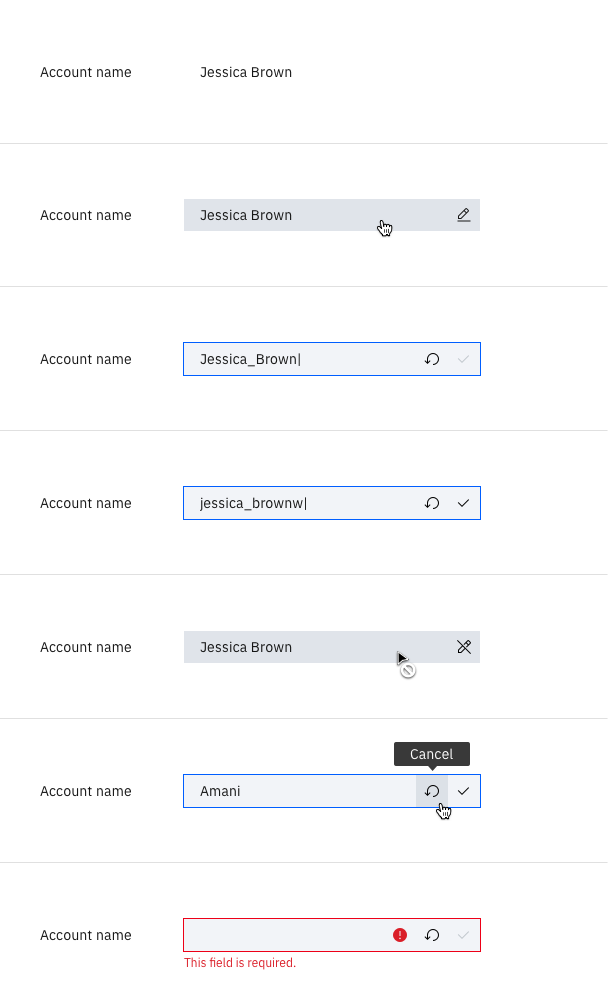 Account name Jessica Brown
Account name Jessica Brown
Account name Jessica_Brown
Account name jessica_brownw
Account name Jessica Brown
Cancel
Account name Amani
Account name
This field is required.